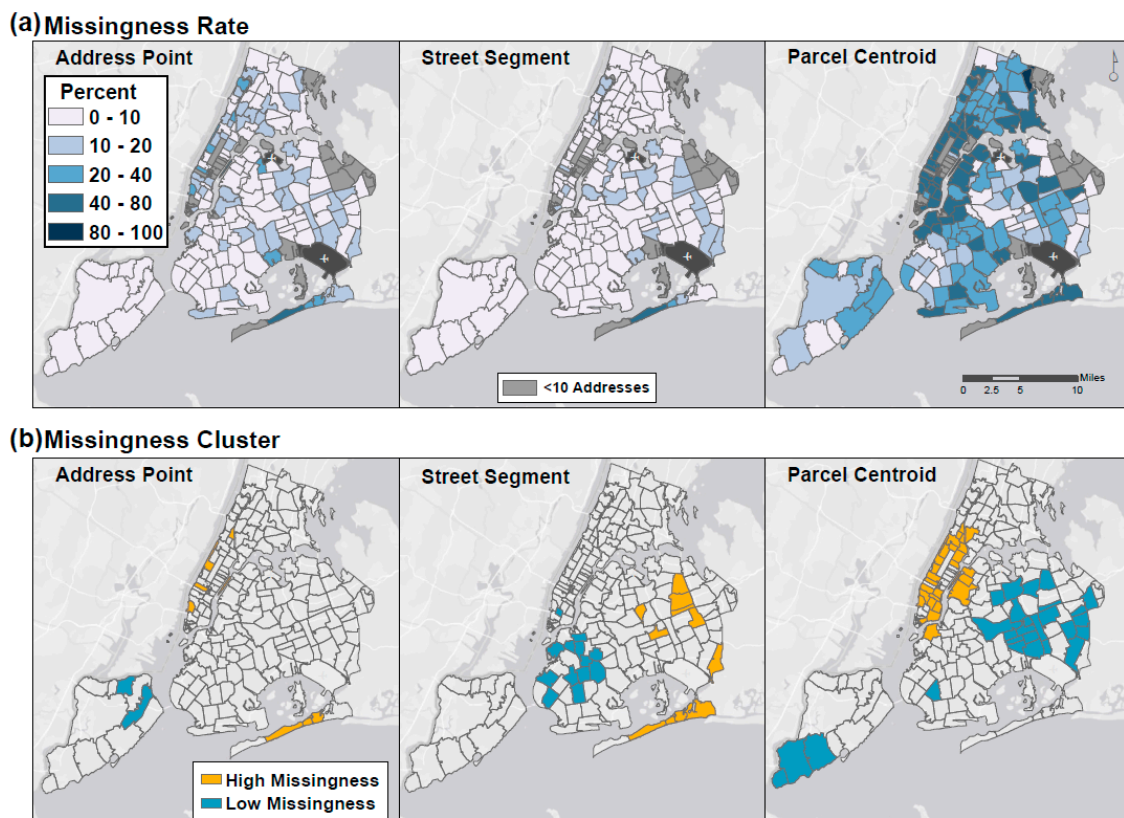 (a) Missingness Rate
Address Point
Street Segment
Parcel Centroid
Percent
0 - 10
10 - 20
20 - 40
40 - 80
80 - 100
<10 Addresses
Miles
0 2.5 5 10
(b) Missingness Cluster
Address Point
Street Segment
Parcel Centroid
High Missingness
Low Missingness